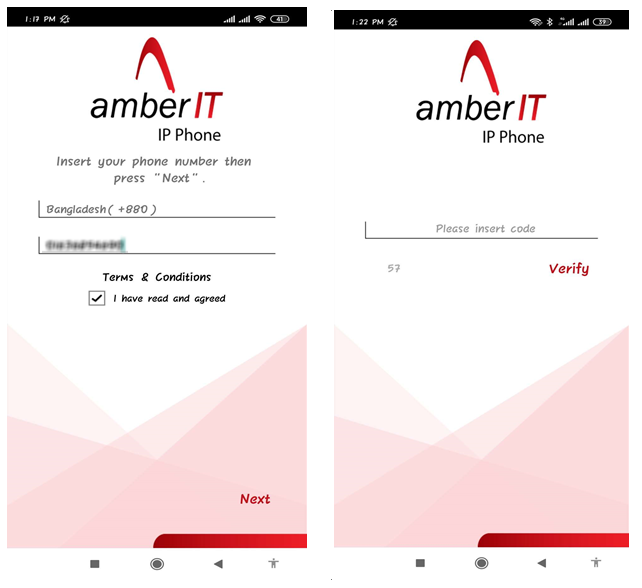 1:17 PM
41
amberIT
IP Phone
Insert your phone number then
press "Next".
Bangladesh( +880 )
Terms & Conditions
I have read and agreed
Next
1:22 PM
39
amberIT
IP Phone
Please insert code
57
Verify